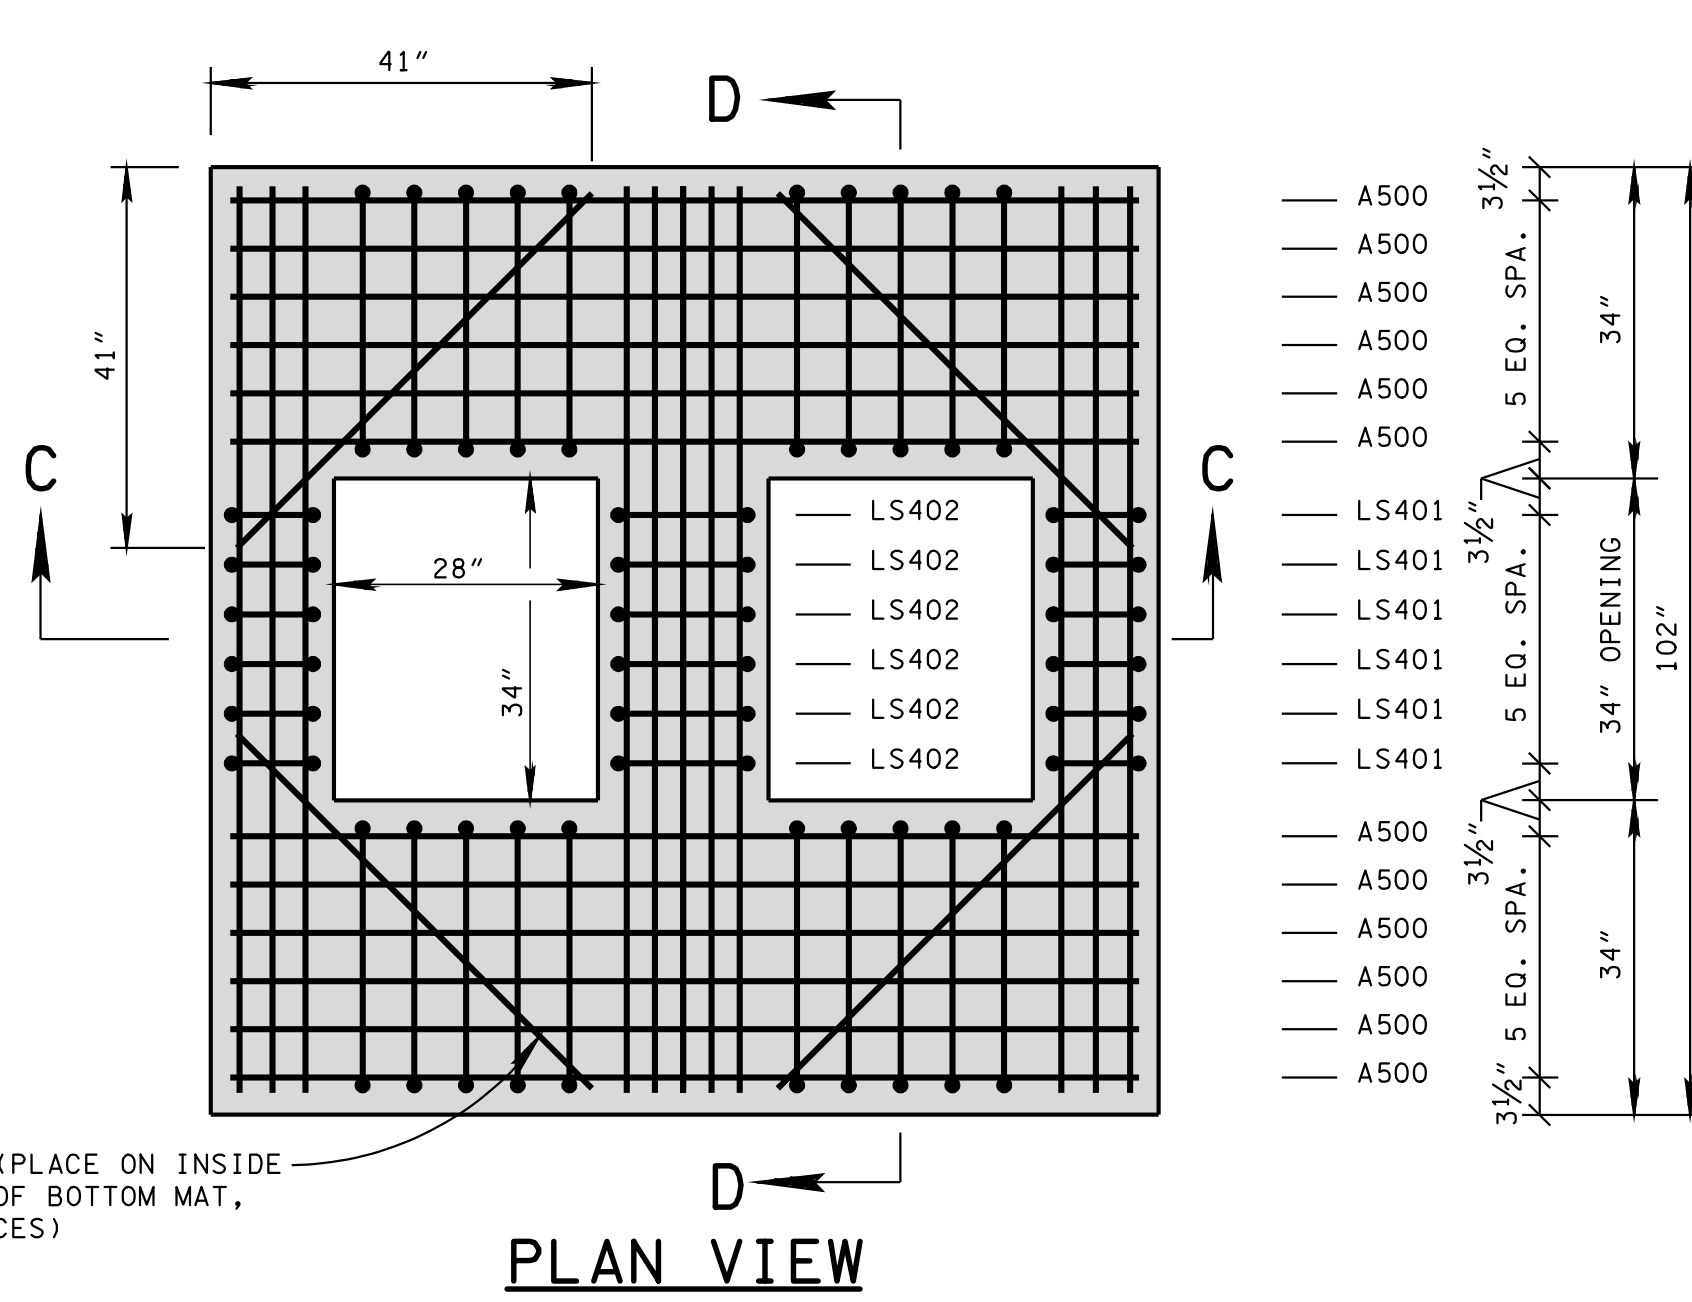 41"
D
41"
C
C
28"
34"
LS402
LS402
LS402
LS402
LS402
LS402
A500
A500
A500
A500
A500
A500
LS401
LS401
LS401
LS401
LS401
LS401
A500
A500
A500
A500
A500
A500
3½"
5 EQ. SPA.
3½"
5 EQ. SPA.
3½"
5 EQ. SPA.
3½"
34"
34" OPENING
34"
102"
(PLACE ON INSIDE
OF BOTTOM MAT,
CES)
D
PLAN VIEW